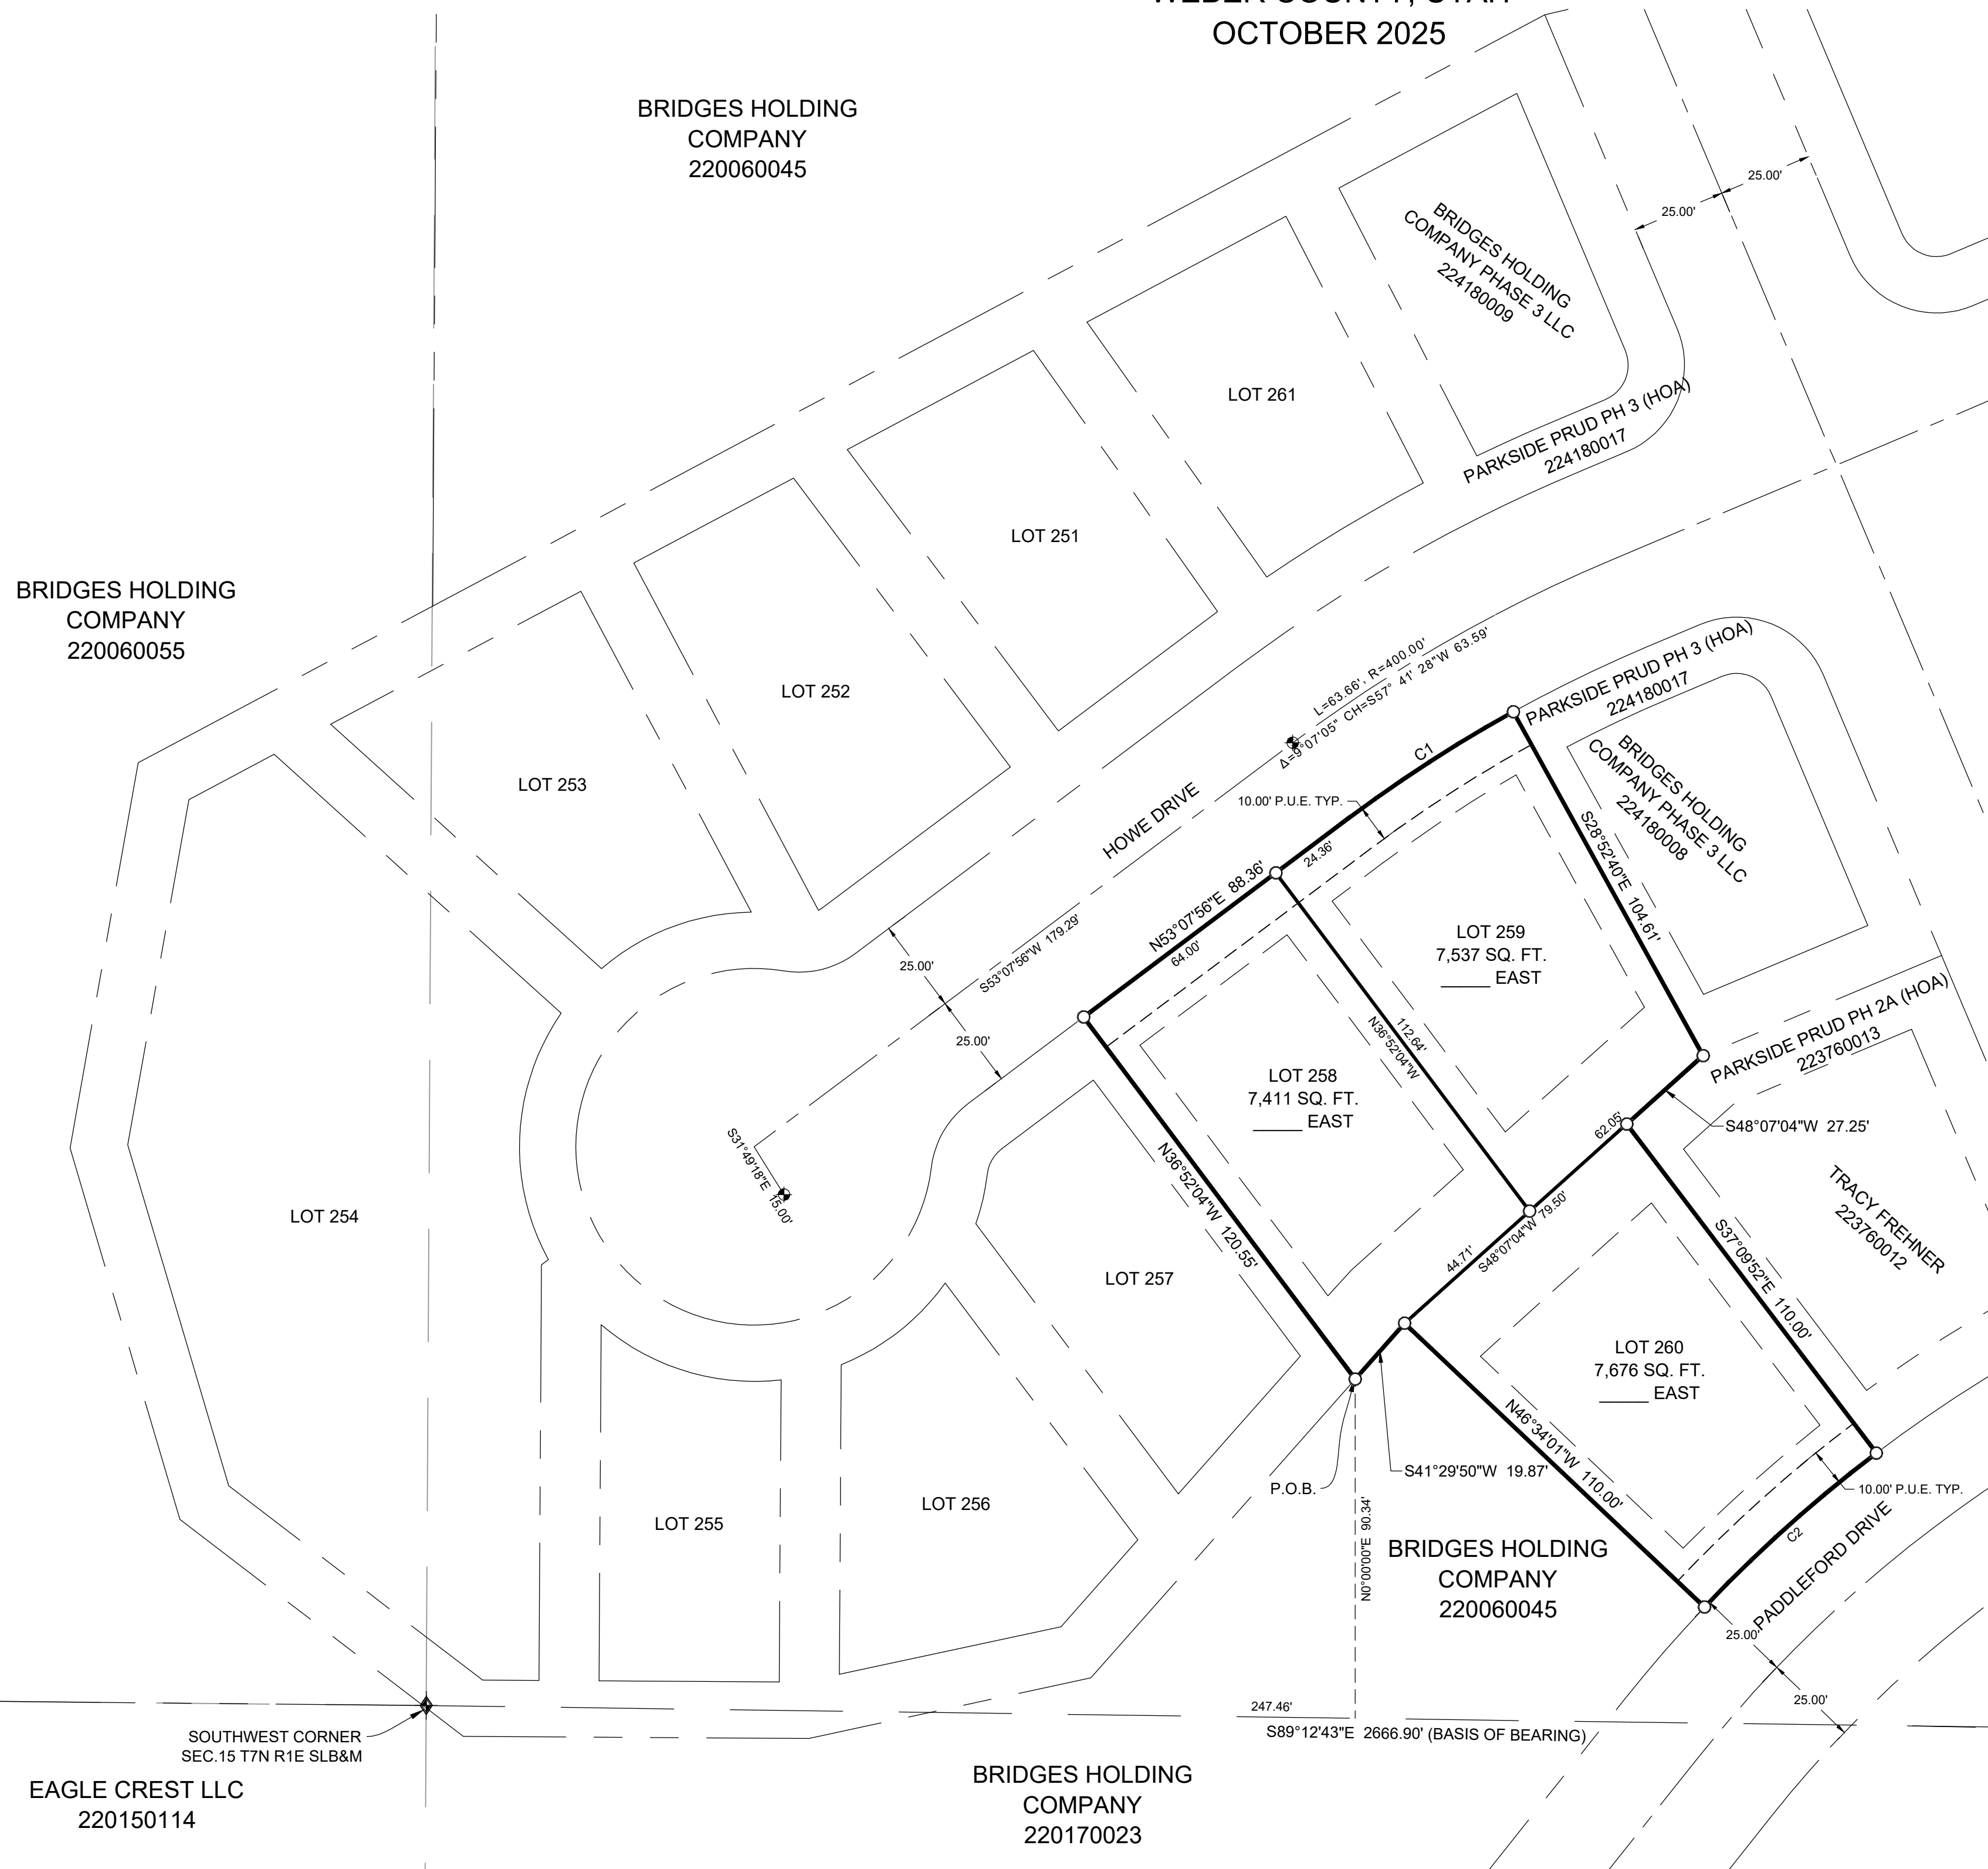 OCTOBER 2025
BRIDGES HOLDING
COMPANY
220060045
25.00'
25.00'
BRIDGES HOLDING
COMPANY PHASE 3 LLC
224180009
LOT 261
PARKSIDE PRUD PH 3 (HOA)
224180017
LOT 251
BRIDGES HOLDING
COMPANY
220060055
LOT 252
LOT 253
L=63.66', R=400.00'
Δ=9°07'05" CH=S57° 41' 28"W 63.59'
PARKSIDE PRUD PH 3 (HOA)
224180017
BRIDGES HOLDING
COMPANY PHASE 3 LLC
224180008
C1
10.00' P.U.E. TYP.
HOWE DRIVE
24.36'
S28°52'40"E 104.61'
N53°07'56"E 88.36'
64.00'
LOT 259
7,537 SQ. FT.
_____ EAST
25.00'
S53°07'56"W 179.29'
25.00'
112.64'
N36°52'04"W
PARKSIDE PRUD PH 2A (HOA)
223760013
LOT 258
7,411 SQ. FT.
_____ EAST
62.05'
S48°07'04"W 27.25'
S31°49'18"E 15.00'
LOT 254
N36°52'04"W 120.55'
44.71'
S48°07'04"W 79.50'
TRACY FREHNER
223760012
LOT 257
S37°09'52"E 110.00'
LOT 260
7,676 SQ. FT.
_____ EAST
N46°34'01"W 110.00'
S41°29'50"W 19.87'
P.O.B.
10.00' P.U.E. TYP.
LOT 256
LOT 255
N0°00'00"E 90.34'
C2
PADDLEFORD DRIVE
BRIDGES HOLDING
COMPANY
220060045
25.00'
25.00'
247.46'
S89°12'43"E 2666.90' (BASIS OF BEARING)
SOUTHWEST CORNER
SEC.15 T7N R1E SLB&M
EAGLE CREST LLC
220150114
BRIDGES HOLDING
COMPANY
220170023